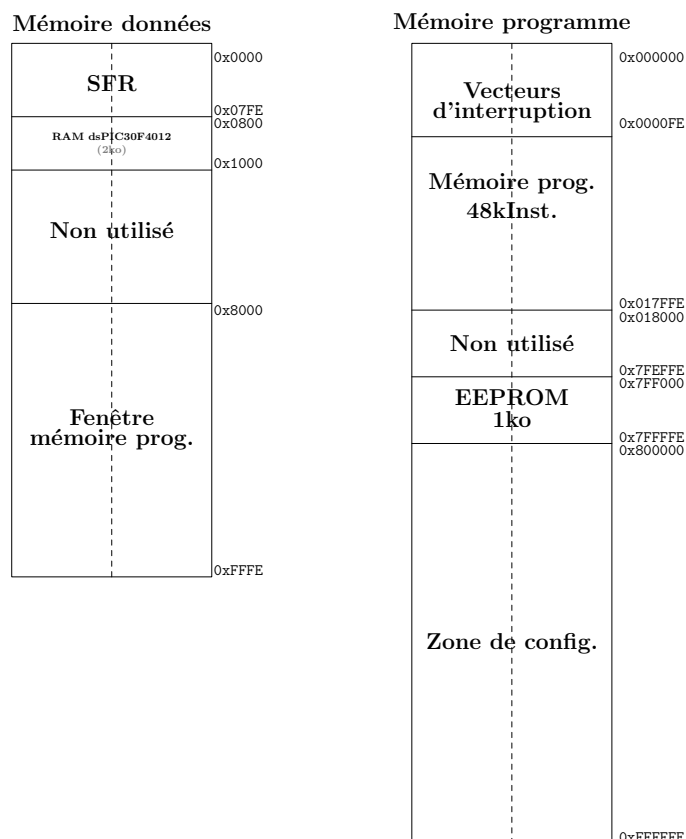 Mémoire données
0x0000
SFR
0x07FE
0x0800
RAM dsPIC30F4012
(2ko)
0x1000
Non utilisé
0x8000
Fenêtre
mémoire prog.
0xFFFE
Mémoire programme
0x000000
Vecteurs
d'interruption
0x0000FE
Mémoire prog.
48kInst.
0x017FFE
0x018000
Non utilisé
0x7FEFFE
0x7FF000
EEPROM
1ko
0x7FFFFE
0x800000
Zone de config.
0xFFFFFE